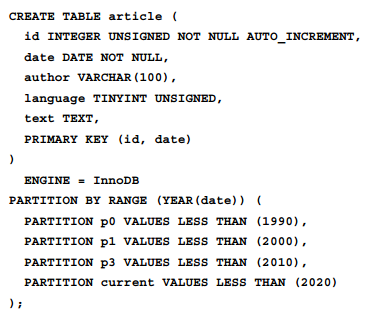 CREATE TABLE article (
id INTEGER UNSIGNED NOT NULL AUTO_INCREMENT,
date DATE NOT NULL,
author VARCHAR(100),
language TINYINT UNSIGNED,
text TEXT,
PRIMARY KEY (id, date)
)
ENGINE = InnoDB
PARTITION BY RANGE (YEAR(date)) (
PARTITION p0 VALUES LESS THAN (1990),
PARTITION p1 VALUES LESS THAN (2000),
PARTITION p3 VALUES LESS THAN (2010),
PARTITION current VALUES LESS THAN (2020)
);